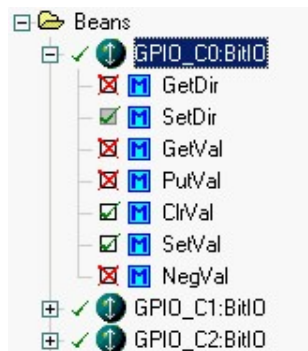 Beans
GPIO_C0:BitIO
M GetDir
M SetDir
M GetVal
M PutVal
M ClrVal
M SetVal
M NegVal
GPIO_C1:BitIO
GPIO_C2:BitIO